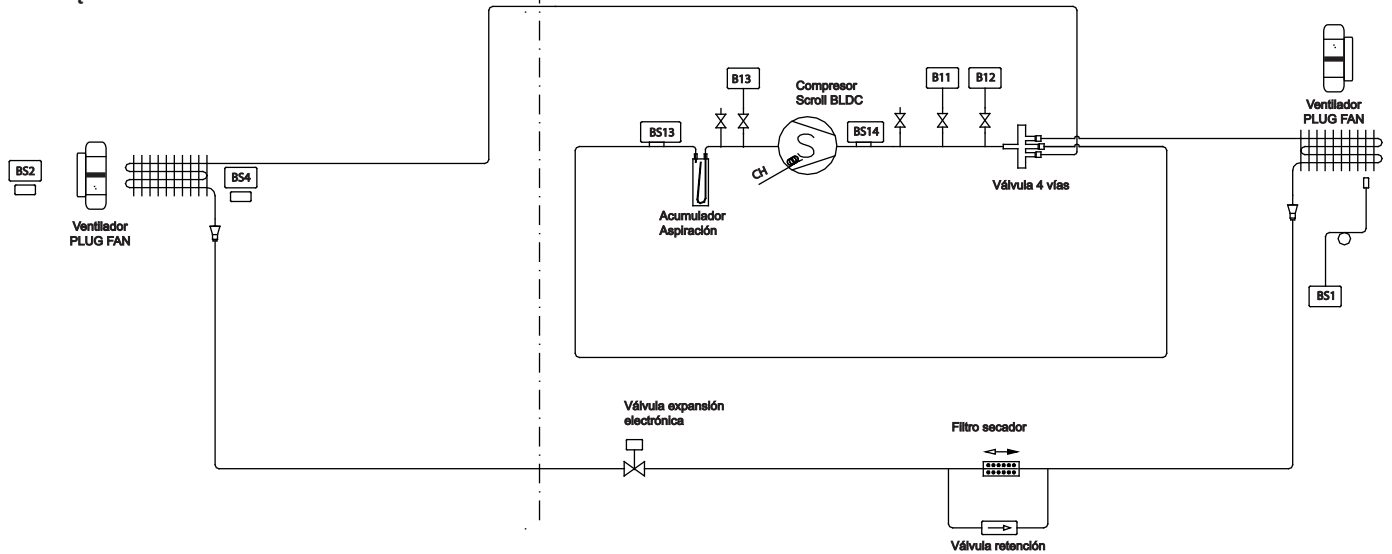 B13
Compresor
Scroll BLDC
B11
B12
Ventilador
PLUG FAN
BS13
S
BS14
BS2
BS4
CH
Válvula 4 vías
Ventilador
PLUG FAN
Acumulador
Aspiración
BS1
Válvula expansión
electrónica
Filtro secador
Válvula retención